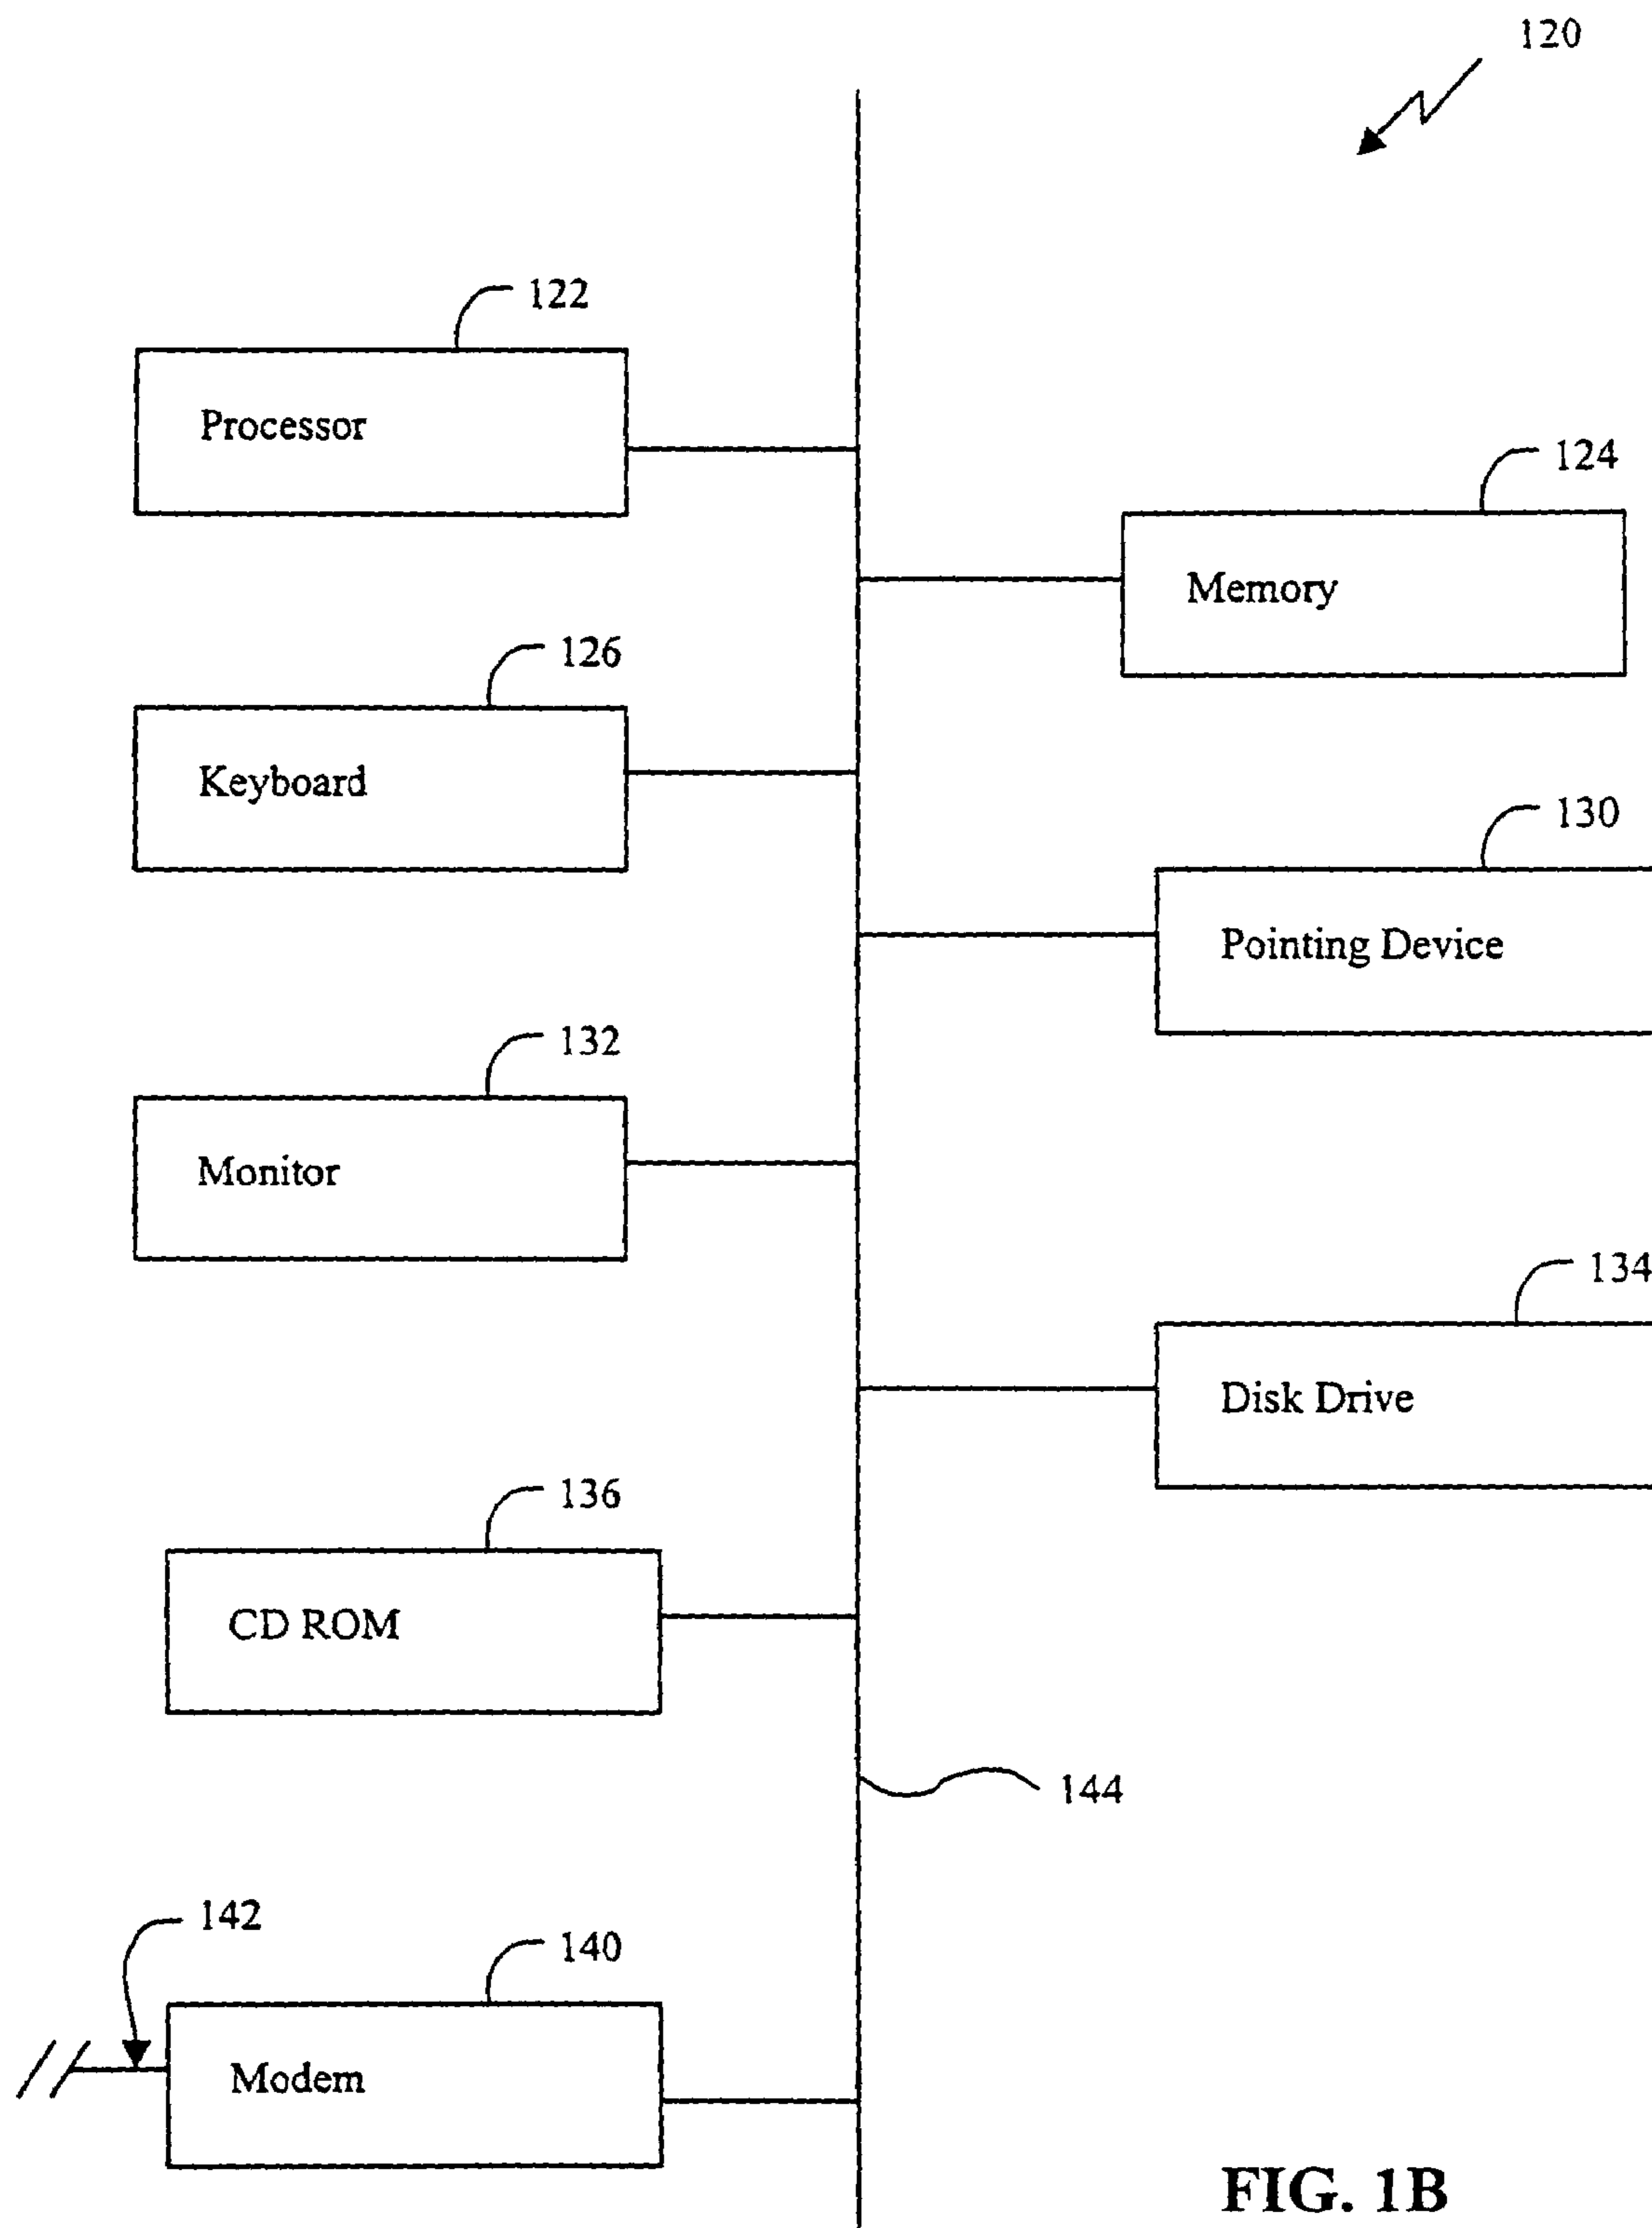 120
122
Processor
124
Memory
126
Keyboard
130
Pointing Device
132
Monitor
134
Disk Drive
136
CD ROM
144
142
140
Modem
FIG. 1B